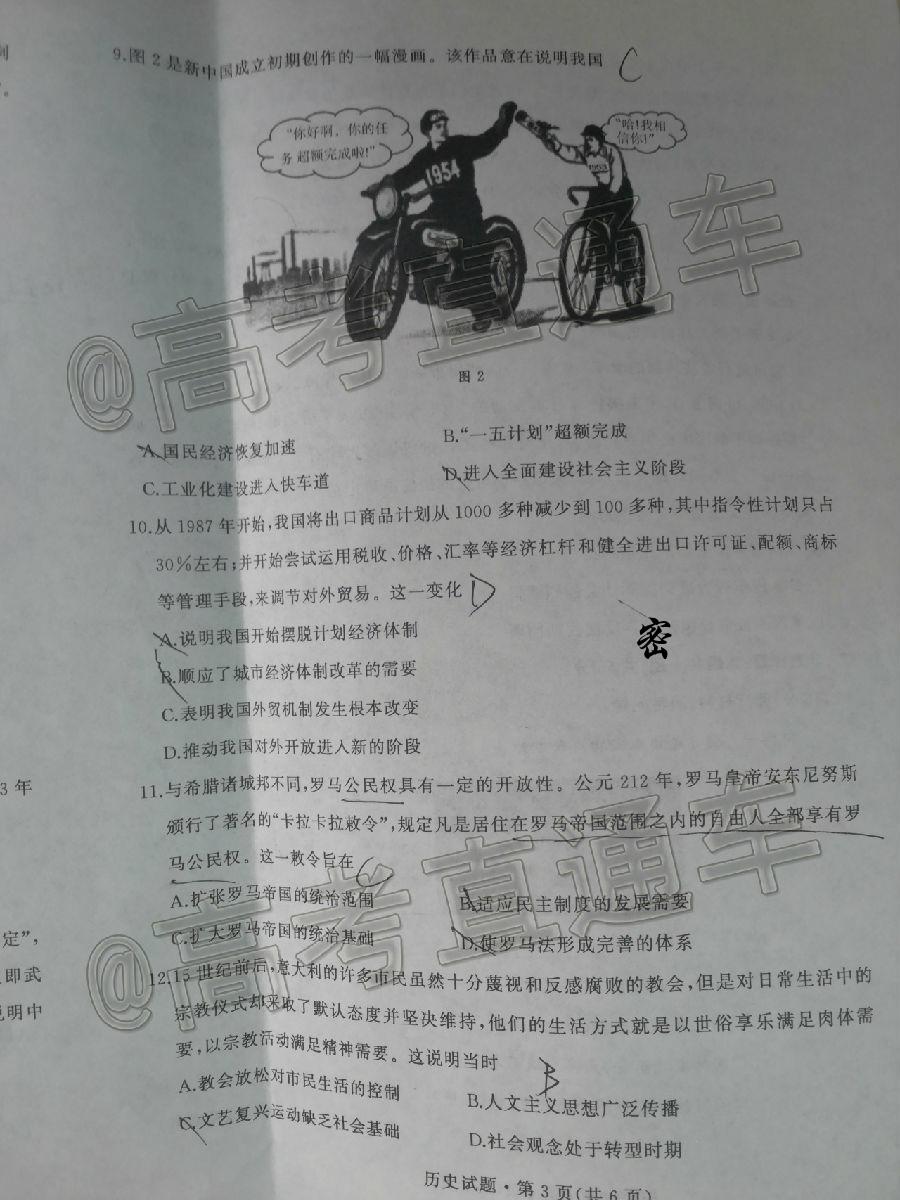 9.图 2 是新中国成立初期创作的一幅漫画。该作品意在说明我国 C
"你好啊，你的任
务 超额完成啦!"
"哈!我相
信你!"
1954
1953
图 2
A.国民经济恢复加速
B."一五计划"超额完成
C.工业化建设进入快车道
D.进入全面建设社会主义阶段
10.从 1987 年开始,我国将出口商品计划从 1000 多种减少到 100 多种,其中指令性计划只占
30%左右;并开始尝试运用税收、价格、汇率等经济杠杆和健全进出口许可证、配额、商标
等管理手段,来调节对外贸易。这一变化 D
A.说明我国开始摆脱计划经济体制
B.顺应了城市经济体制改革的需要
C.表明我国外贸机制发生根本改变
D.推动我国对外开放进入新的阶段
密
11.与希腊诸城邦不同,罗马公民权具有一定的开放性。公元 212 年,罗马皇帝安东尼努斯
颁行了著名的"卡拉卡拉敕令",规定凡是居住在罗马帝国范围之内的自由人全部享有罗
马公民权。这一敕令旨在 C
A.扩张罗马帝国的统治范围
B.适应民主制度的发展需要
C.扩大罗马帝国的统治基础
D.使罗马法形成完善的体系
12.15 世纪前后,意大利的许多市民虽然十分蔑视和反感腐败的教会,但是对日常生活中的
宗教仪式却采取了默认态度并坚决维持,他们的生活方式就是以世俗享乐满足肉体需
要,以宗教活动满足精神需要。这说明当时 B
A.教会放松对市民生活的控制
B.人文主义思想广泛传播
C.文艺复兴运动缺乏社会基础
D.社会观念处于转型时期
历史试题·第 3 页(共 6 页)
3 年
定",
即武
明中
@高考直通车
@高考直通车